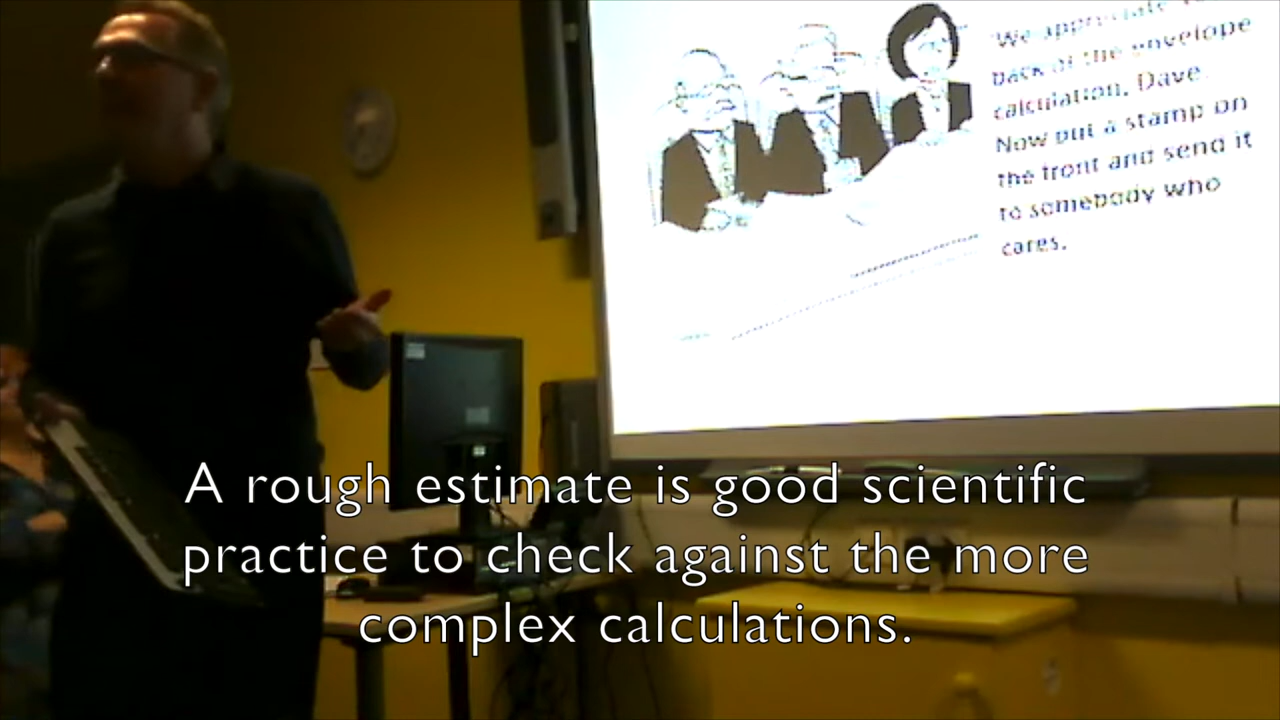 "We appreciate
back of the envelope
calculation, Dave
Now put a stamp on
the front and send it
to somebody who
cares.
A rough estimate is good scientific
practice to check against the more
complex calculations.